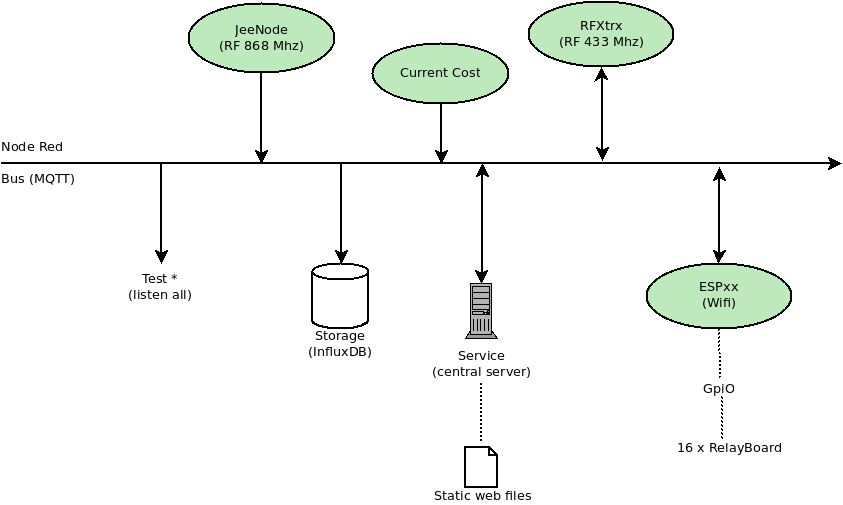 JeeNode
(RF 868 Mhz)
RFXtrx
(RF 433 Mhz)
Current Cost
Node Red
Bus (MQTT)
Test *
(listen all)
ESPxx
(Wifi)
Storage
(InfluxDB)
Service
(central server)
GpiO
16 x RelayBoard
Static web files